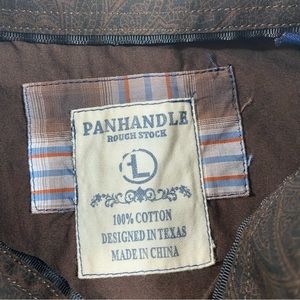 PANHANDLE
ROUGH STOCK
L
100% COTTON
DESIGNED IN TEXAS
MADE IN CHINA